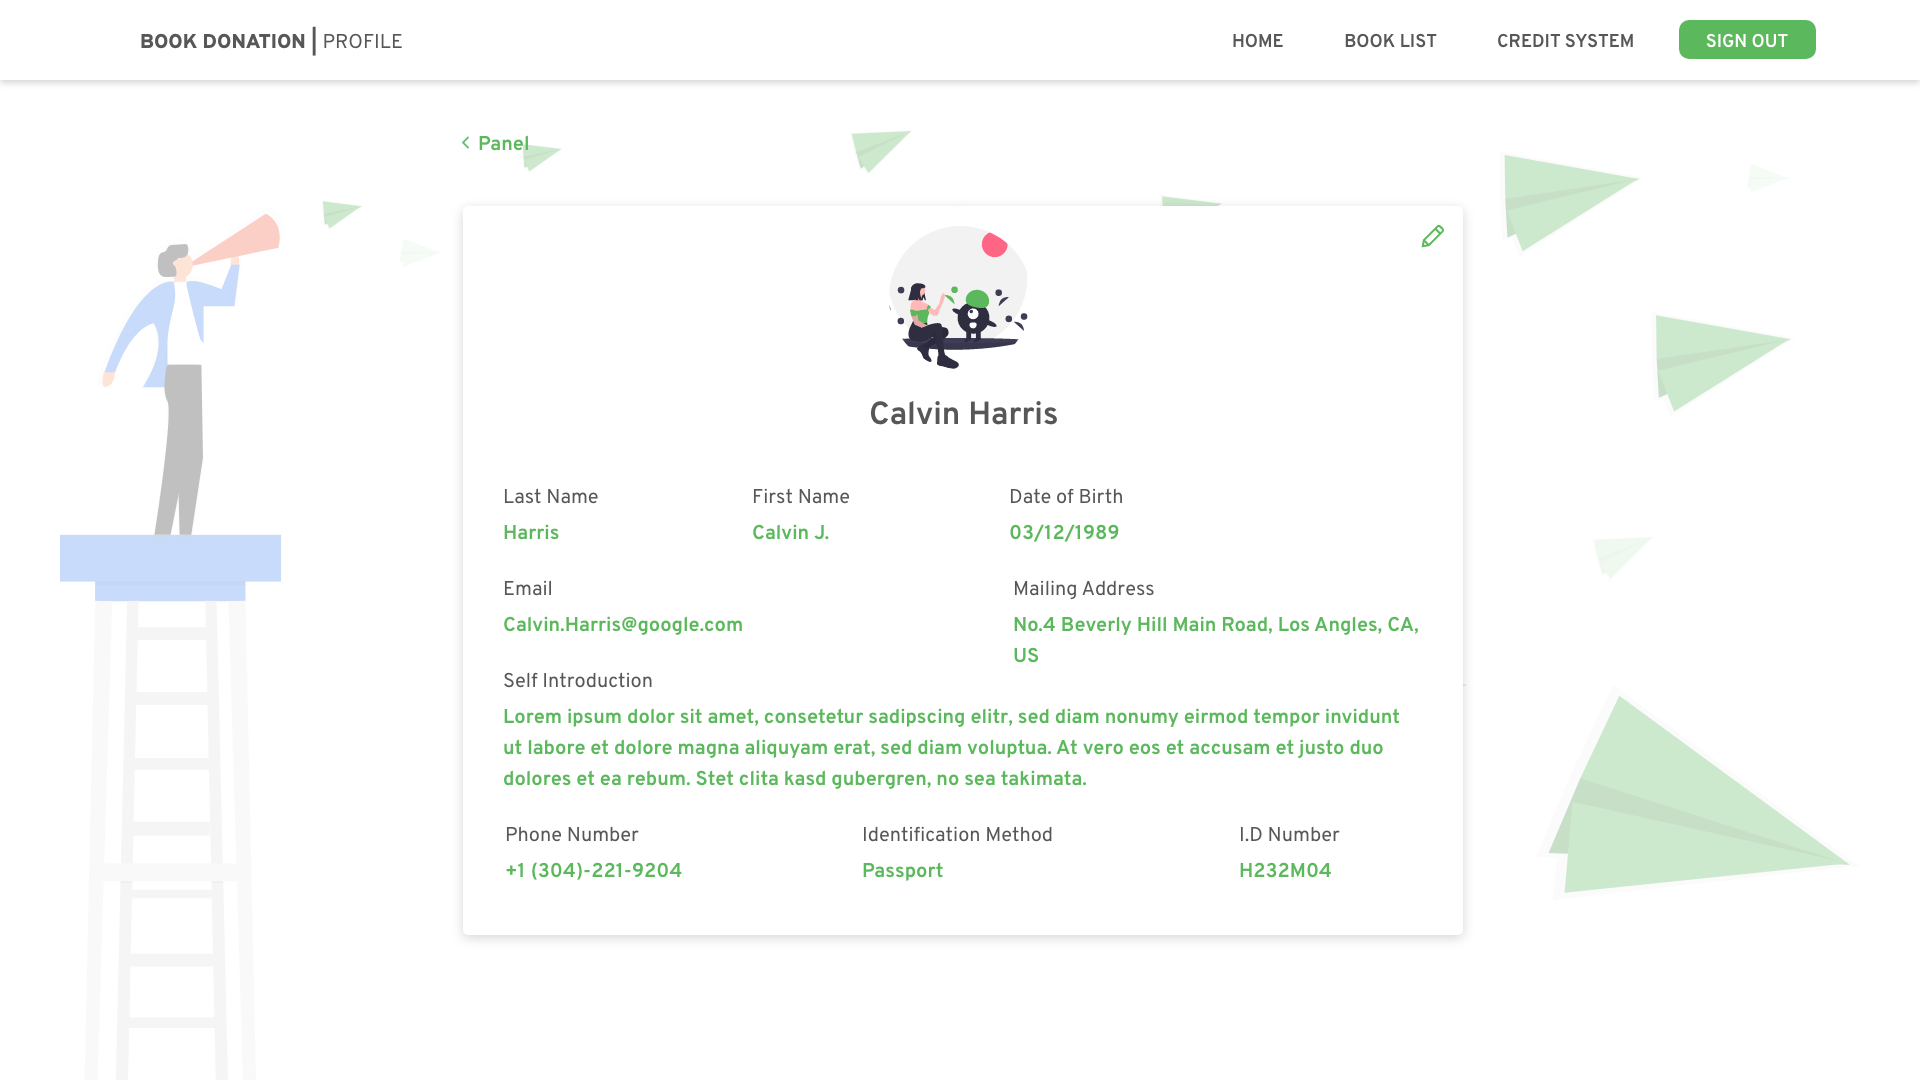 BOOK DONATION | PROFILE
HOME
BOOK LIST
CREDIT SYSTEM
SIGN OUT
< Panel
Calvin Harris
Last Name
Harris
First Name
Calvin J.
Date of Birth
03/12/1989
Email
Calvin.Harris@google.com
Mailing Address
No.4 Beverly Hill Main Road, Los Angles, CA,
US
Self Introduction
Lorem ipsum dolor sit amet, consetetur sadipscing elitr, sed diam nonumy eirmod tempor invidunt
ut labore et dolore magna aliquyam erat, sed diam voluptua. At vero eos et accusam et justo duo
dolores et ea rebum. Stet clita kasd gubergren, no sea takimata.
Phone Number
+1 (304)-221-9204
Identification Method
Passport
I.D Number
H232M04